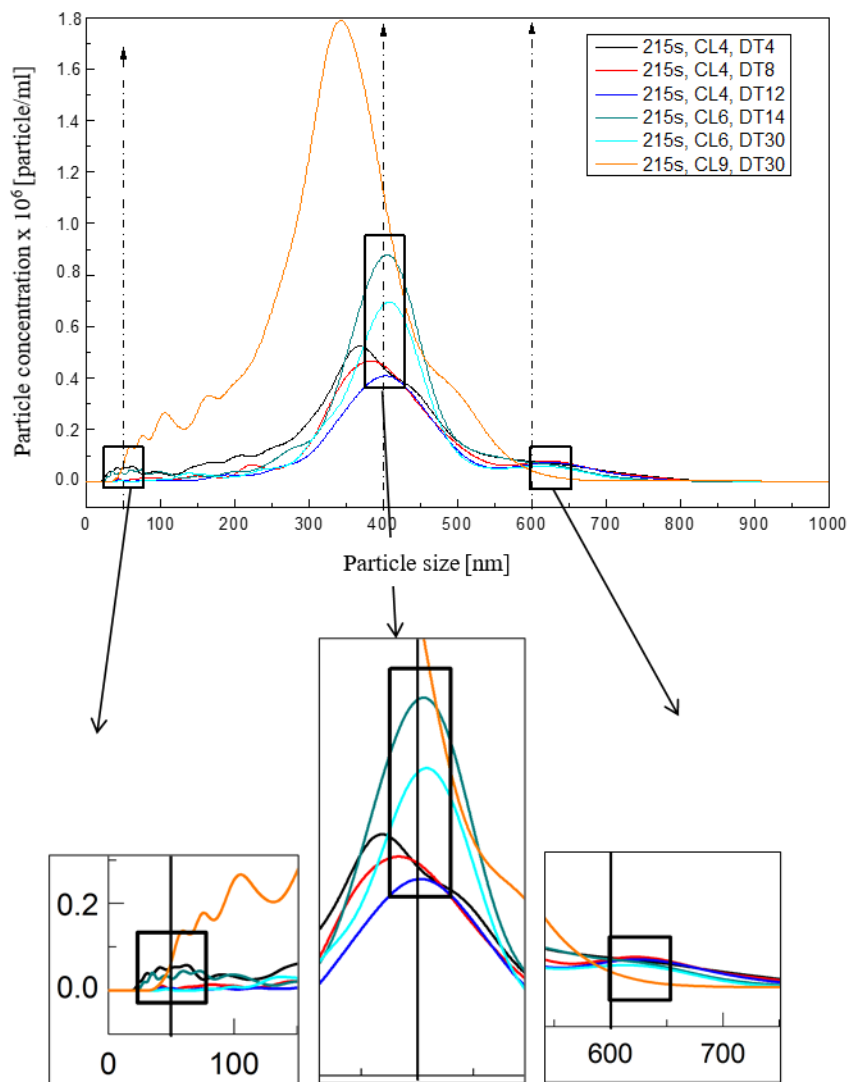 1.8
1.6
1.4
1.2
1.0
0.8
0.6
0.4
0.2
0.0
Particle concentration x 10⁶ [particle/ml]
215s, CL4, DT4
215s, CL4, DT8
215s, CL4, DT12
215s, CL6, DT14
215s, CL6, DT30
215s, CL9, DT30
0 100 200 300 400 500 600 700 800 900 1000
Particle size [nm]
0.2
0.0
0 100
600 700